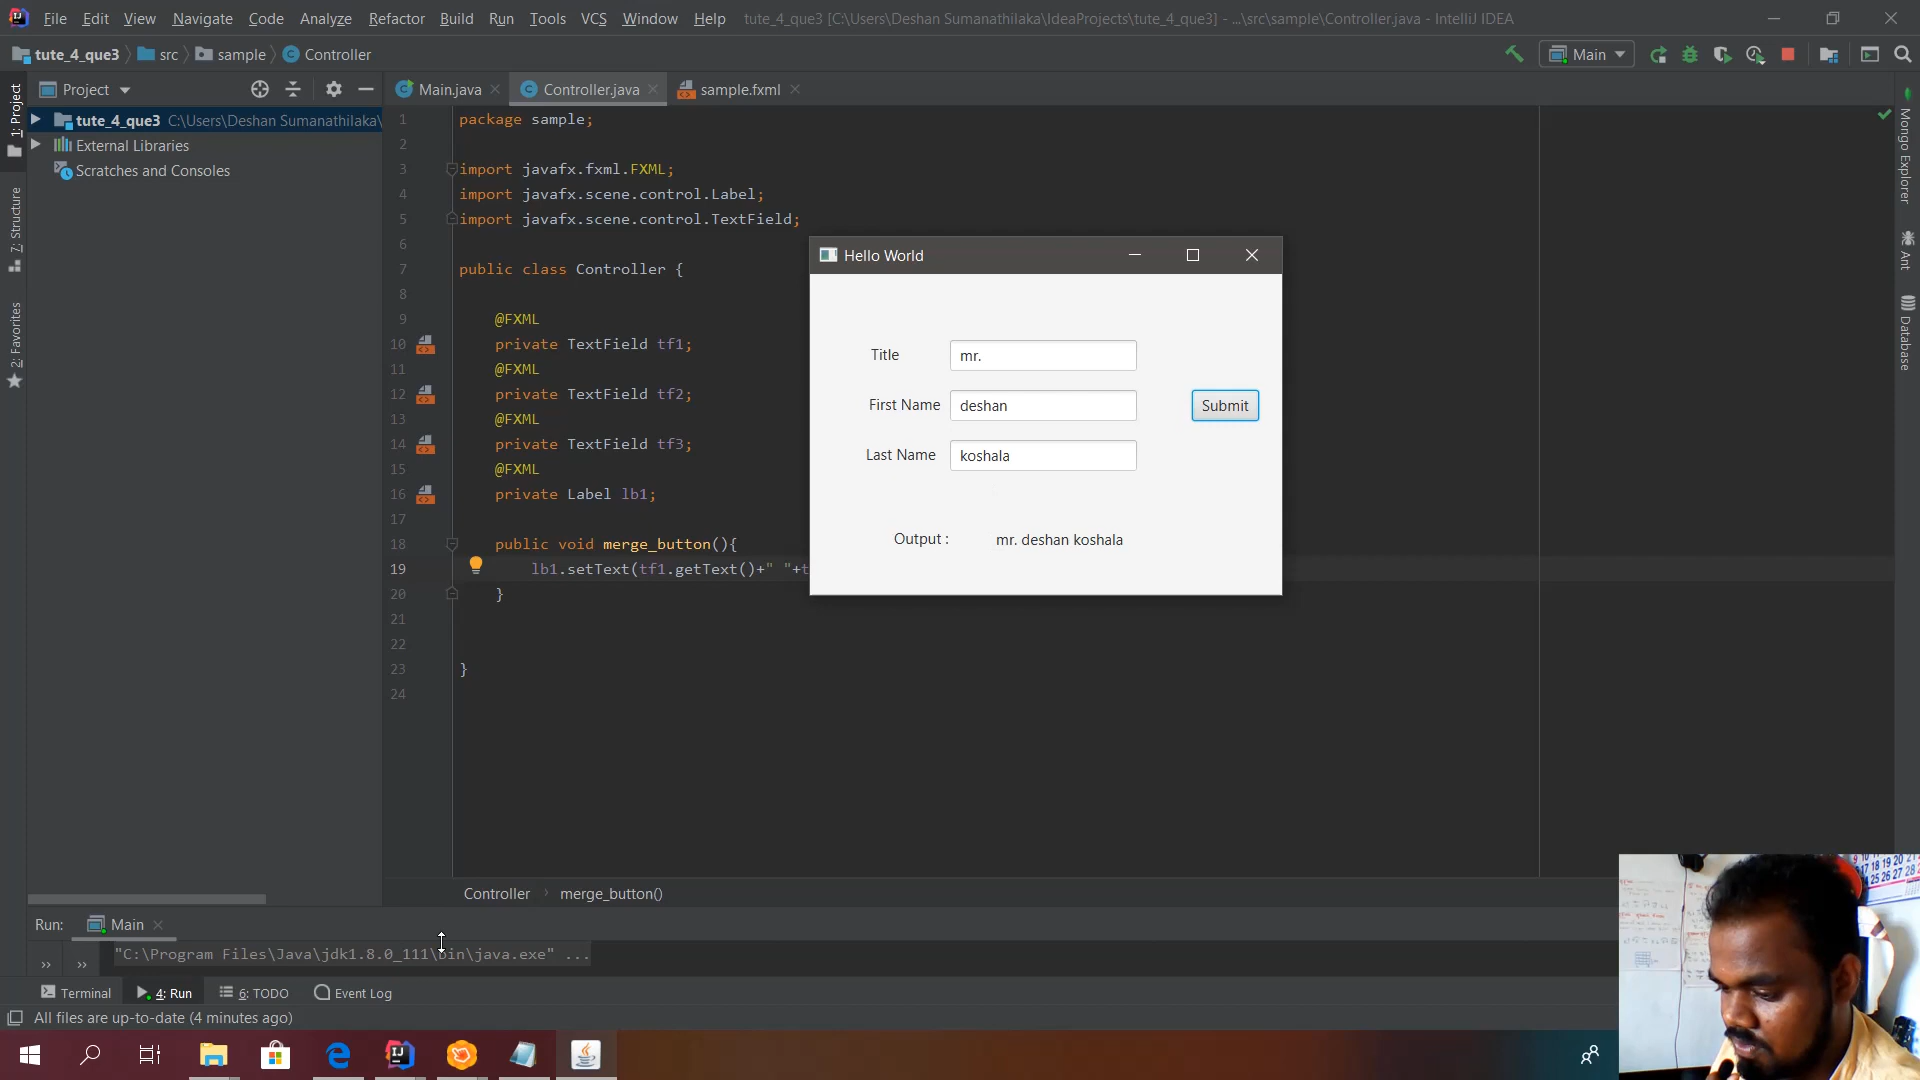 File Edit View Navigate Code Analyze Refactor Build Run Tools VCS Window Help tute_4_que3 [C:\Users\Deshan Sumanathilaka\IdeaProjects\tute_4_que3] - ...\src\sample\Controller.java - IntelliJ IDEA
tute_4_que3 src sample Controller
Main
Project
Main.java Controller.java sample.fxml
1: Project
7: Structure
2: Favorites
tute_4_que3 C:\Users\Deshan Sumanathilaka\
External Libraries
Scratches and Consoles
1 package sample;
2
3 import javafx.fxml.FXML;
4 import javafx.scene.control.Label;
5 import javafx.scene.control.TextField;
6
7 public class Controller {
8
9 @FXML
10 private TextField tf1;
11 @FXML
12 private TextField tf2;
13 @FXML
14 private TextField tf3;
15 @FXML
16 private Label lb1;
17
18 public void merge_button(){
19 lb1.setText(tf1.getText()+" "+t
20 }
21
22
23 }
24
Hello World
Title mr.
First Name deshan
Submit
Last Name koshala
Output : mr. deshan koshala
Mongo Explorer
Ant
Database
Controller merge_button()
Run: Main
"C:\Program Files\Java\jdk1.8.0_111\bin\java.exe" ...
Terminal 4: Run 6: TODO Event Log
All files are up-to-date (4 minutes ago)